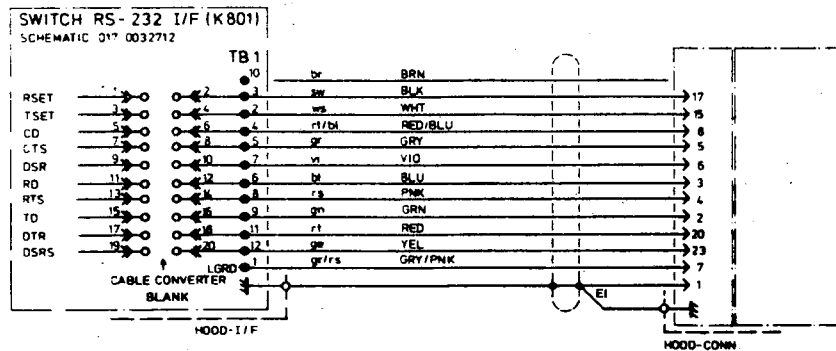 SWITCH RS-232 I/F (K801)
SCHEMATIC 017 0032712
TB 1
10 br BRN
RSET 1 2 3 sw BLK 17
TSET 3 4 2 ws WHT 15
CD 5 6 4 rt/bl RED/BLU 8
CTS 7 8 5 gr GRY 5
DSR 9 10 7 vi VIO 6
RD 11 12 6 bl BLU 3
RTS 13 14 8 rs PNK 4
TD 15 16 9 gn GRN 2
DTR 17 18 11 rt RED 20
DSRS 19 20 12 ge YEL 23
LGRD 1 gr/rs GRY/PNK 7
CABLE CONVERTER
BLANK
1
EI
HOOD-I/F
HOOD-CONN